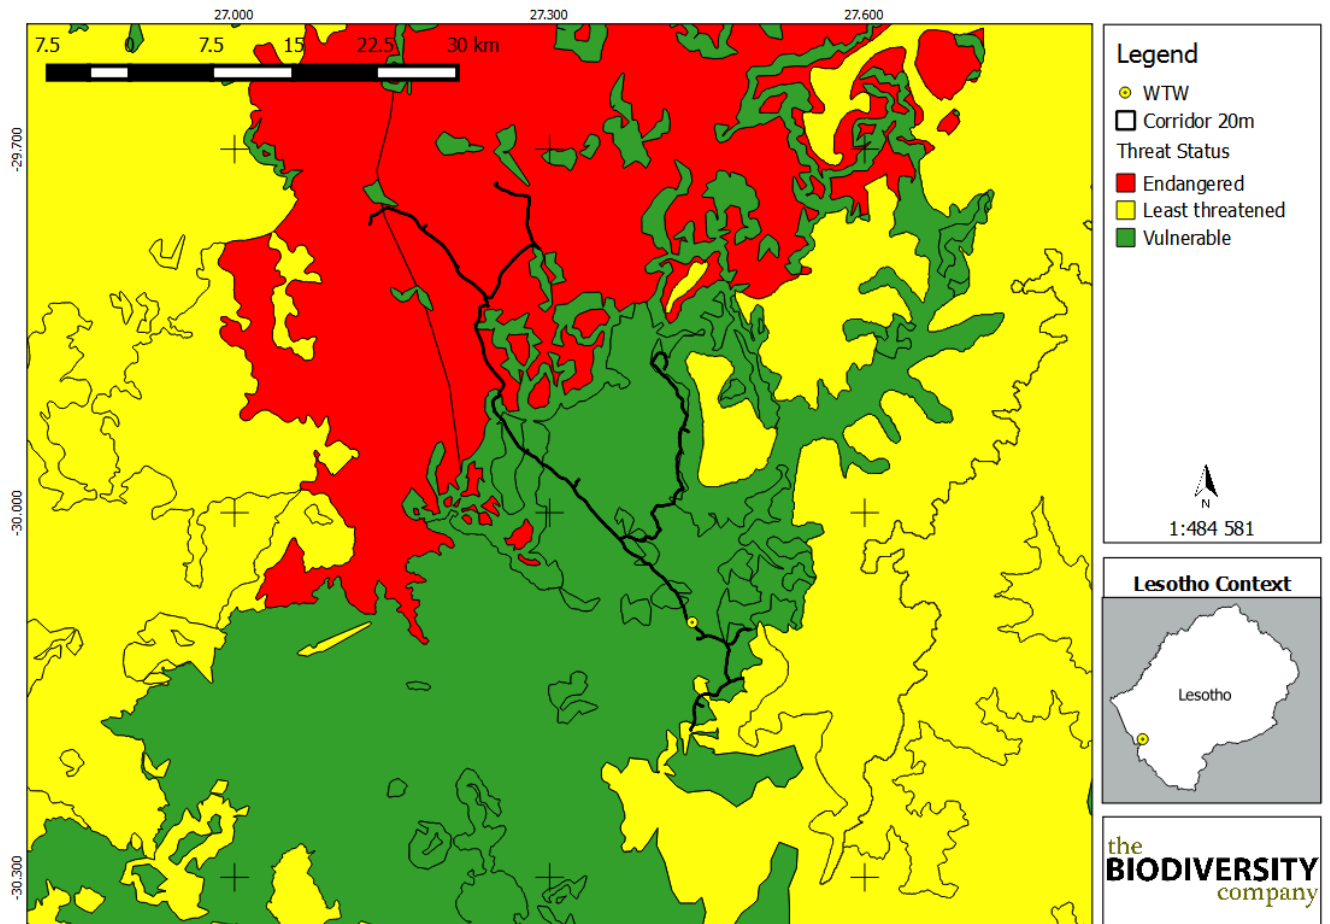 27.000 27.300 27.600
7.5 0 7.5 15 22.5 30 km
-29.700
-30.000
-30.300
Legend
WTW
Corridor 20m
Threat Status
Endangered
Least threatened
Vulnerable
N
1:484 581
Lesotho Context
Lesotho
the
BIODIVERSITY
company